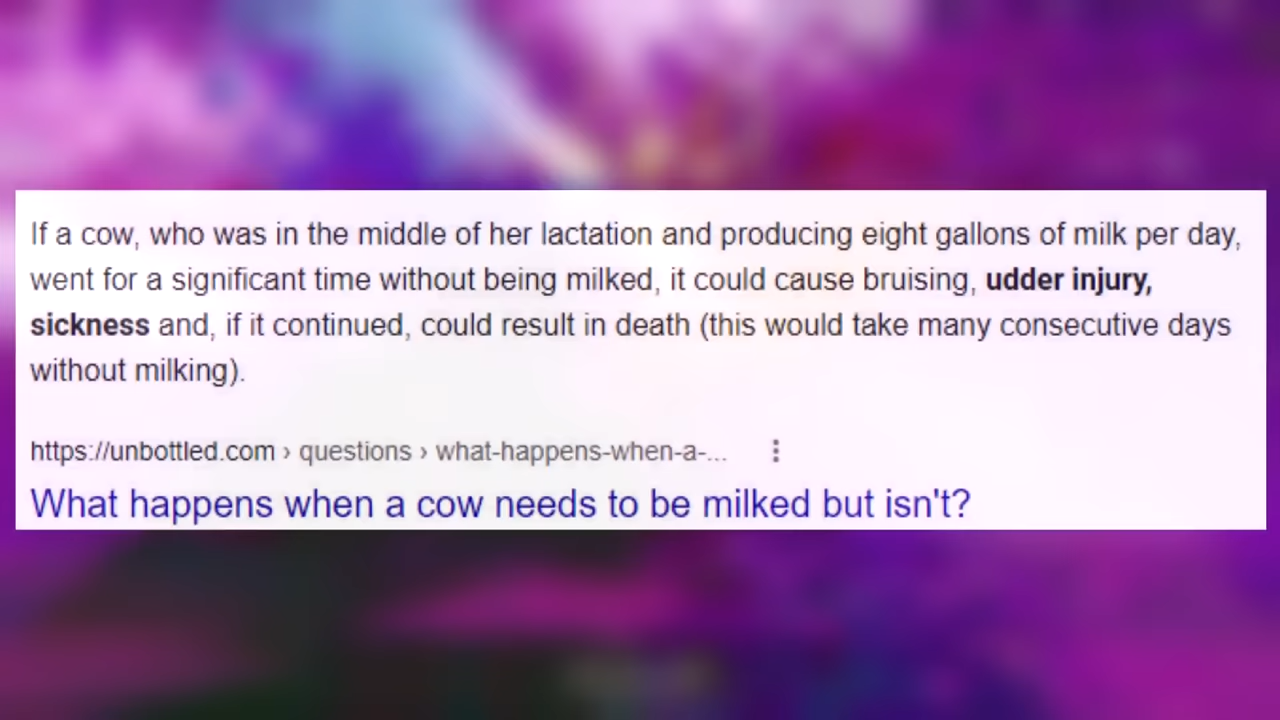 If a cow, who was in the middle of her lactation and producing eight gallons of milk per day,
went for a significant time without being milked, it could cause bruising, udder injury,
sickness and, if it continued, could result in death (this would take many consecutive days
without milking).
https://unbottled.com › questions › what-happens-when-a-...
What happens when a cow needs to be milked but isn't?